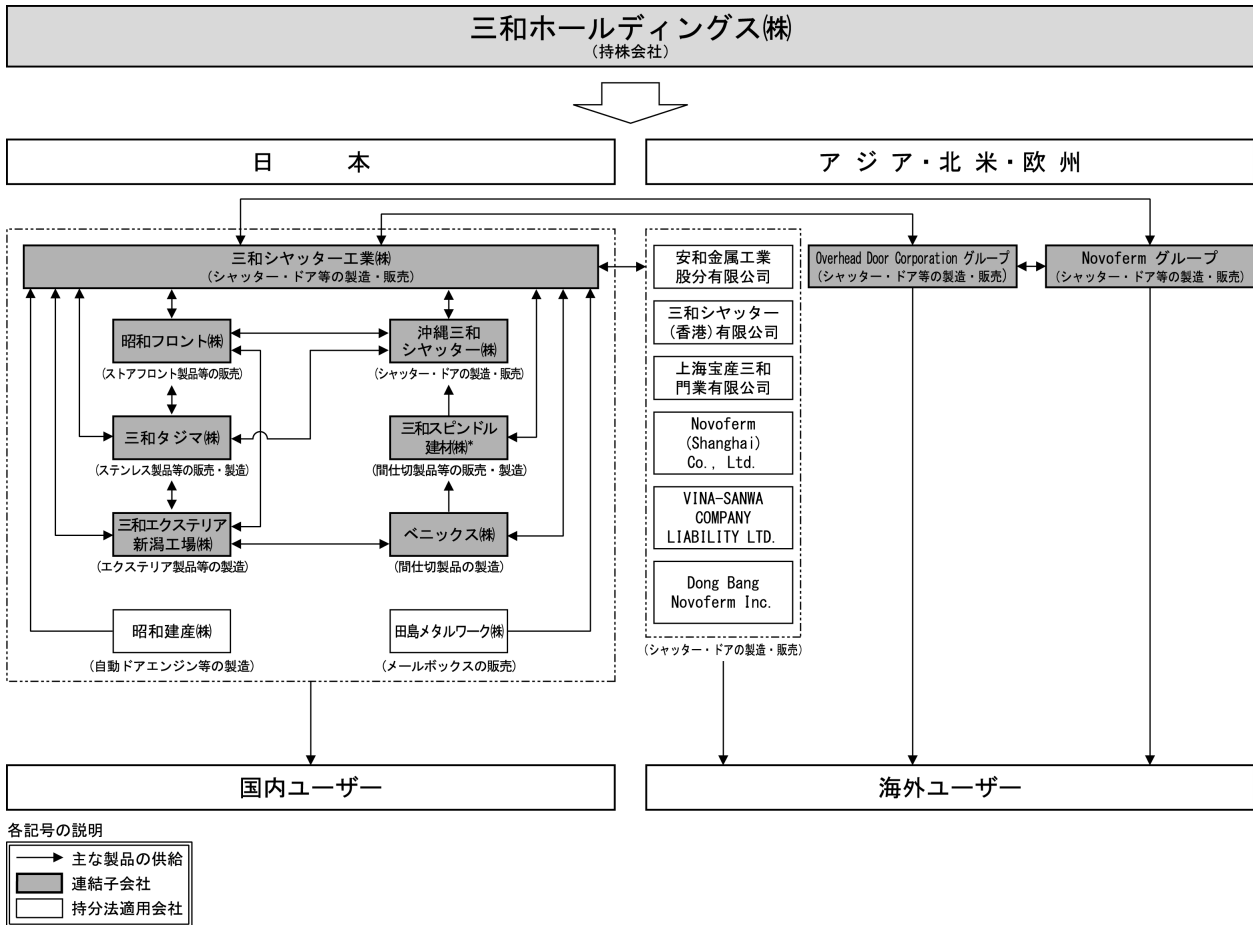 三和ホールディングス㈱
(持株会社)
日 本
ア ジ ア・北 米・欧 州
三和シヤッター工業㈱
(シャッター・ドア等の製造・販売)
昭和フロント㈱
(ストアフロント製品等の販売)
沖縄三和
シヤッター㈱
(シャッター・ドアの製造・販売)
三和タジマ㈱
(ステンレス製品等の販売・製造)
三和スピンドル
建材㈱*
(間仕切製品等の販売・製造)
三和エクステリア
新潟工場㈱
(エクステリア製品等の製造)
ベニックス㈱
(間仕切製品の製造)
昭和建産㈱
(自動ドアエンジン等の製造)
田島メタルワーク㈱
(メールボックスの販売)
安和金属工業
股分有限公司
三和シヤッター
(香港)有限公司
上海宝産三和
門業有限公司
Novoferm
(Shanghai)
Co., Ltd.
VINA-SANWA
COMPANY
LIABILITY LTD.
Dong Bang
Novoferm Inc.
(シャッター・ドアの製造・販売)
Overhead Door Corporation グループ
(シャッター・ドア等の製造・販売)
Novoferm グループ
(シャッター・ドア等の製造・販売)
国内ユーザー
海外ユーザー
各記号の説明
主な製品の供給
連結子会社
持分法適用会社